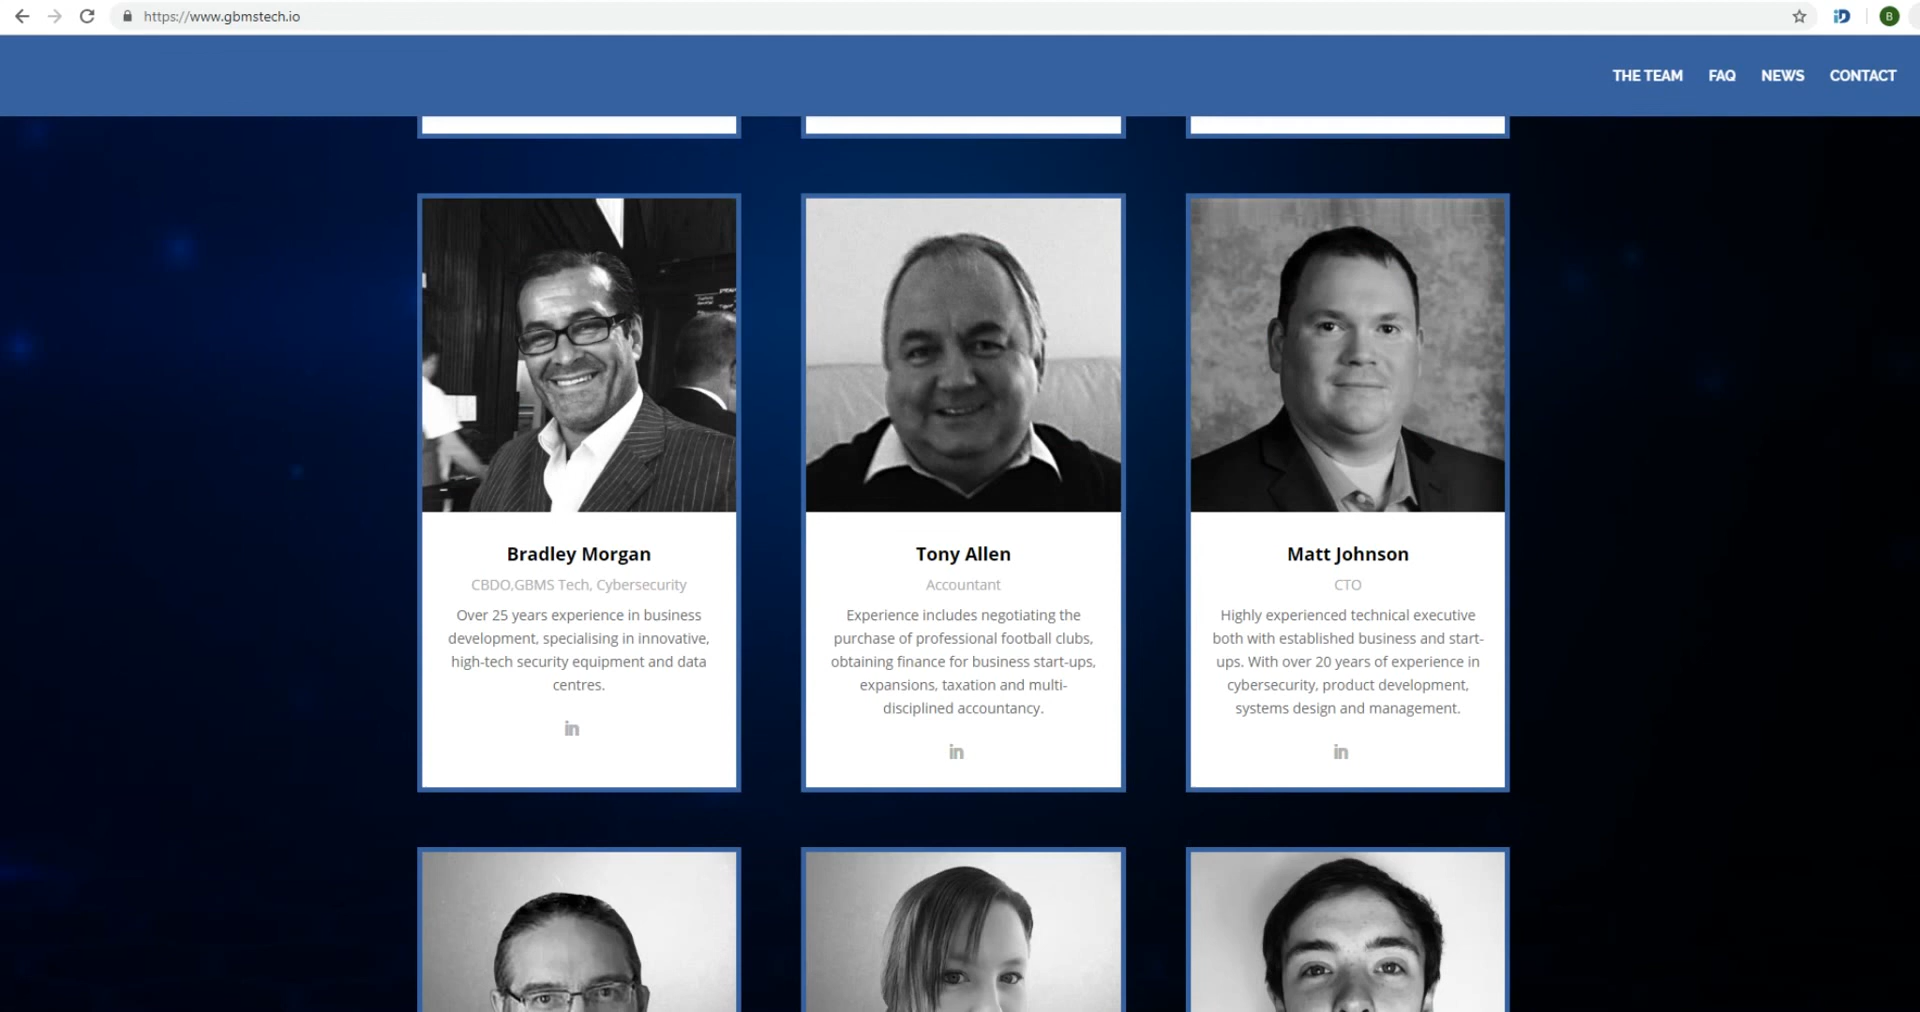 https://www.gbmstech.io
B
THE TEAM FAQ NEWS CONTACT
Bradley Morgan
CBDO,GBMS Tech, Cybersecurity
Over 25 years experience in business
development, specialising in innovative,
high-tech security equipment and data
centres.
in
Tony Allen
Accountant
Experience includes negotiating the
purchase of professional football clubs,
obtaining finance for business start-ups,
expansions, taxation and multi-
disciplined accountancy.
in
Matt Johnson
CTO
Highly experienced technical executive
both with established business and start-
ups. With over 20 years of experience in
cybersecurity, product development,
systems design and management.
in